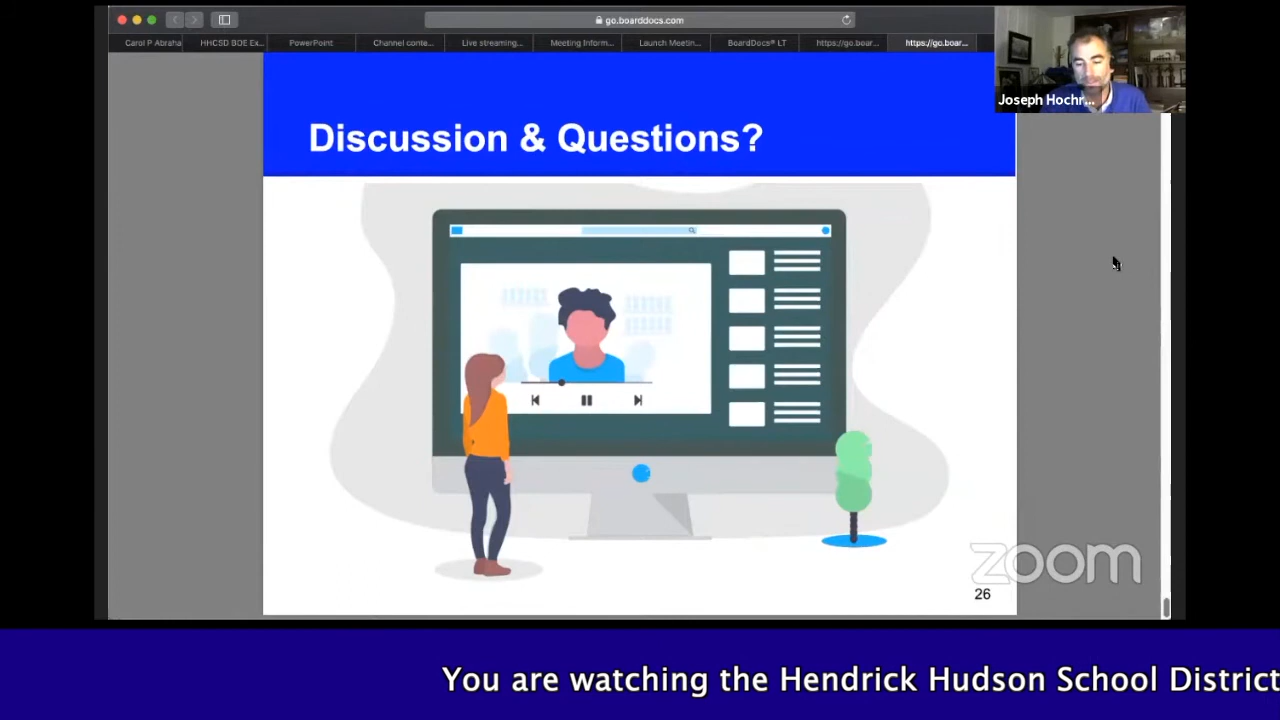 go.boarddocs.com
Carol P Abraha
HHCSD BOE Ex...
PowerPoint
Channel conte...
Live streaming...
Meeting Inform...
Launch Meetin...
BoardDocs® LT
https://go.boar...
https://go.boar...
Joseph Hochr...
Discussion & Questions?
zoom
26
You are watching the Hendrick Hudson School District